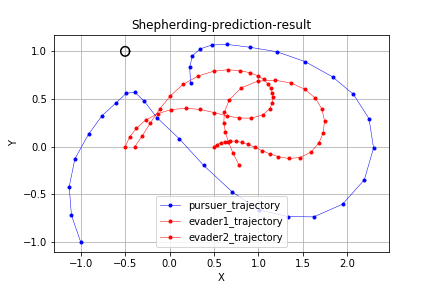 Shepherding-prediction-result
Y
1.0
0.5
0.0
−0.5
−1.0
pursuer_trajectory
evader1_trajectory
evader2_trajectory
−1.0 −0.5 0.0 0.5 1.0 1.5 2.0
X